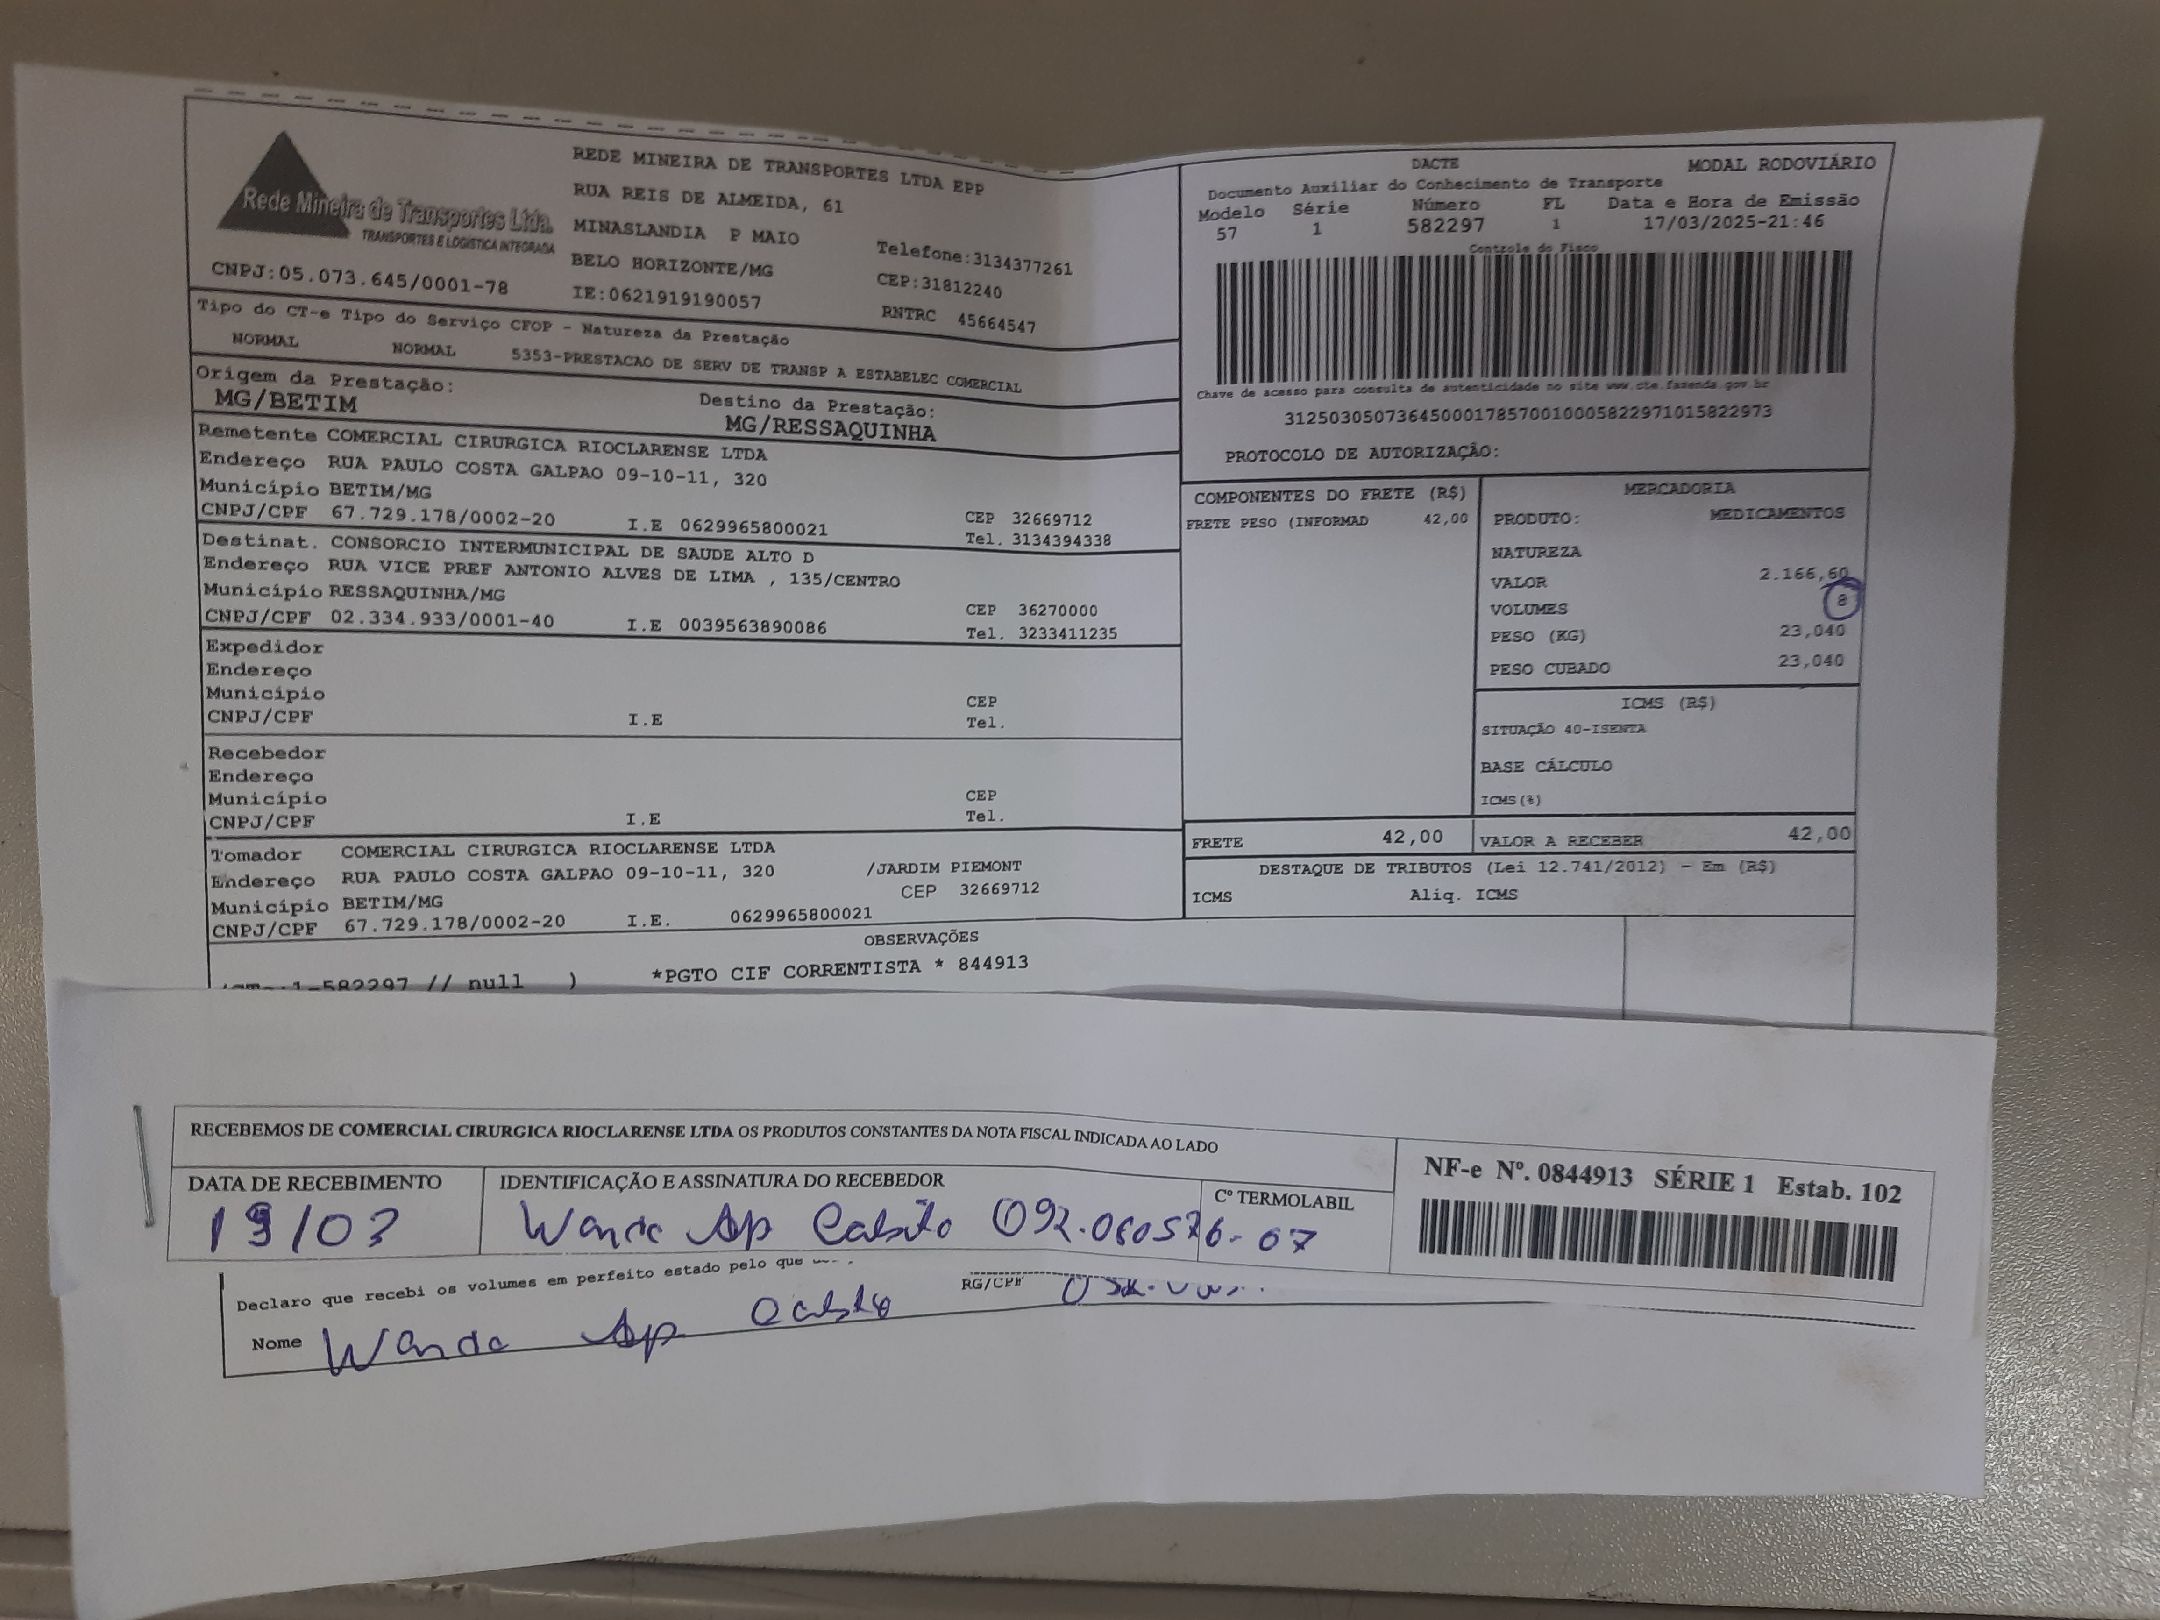 Rede Mineira de Transportes Ltda.
TRANSPORTES E LOGÍSTICA INTEGRADA
CNPJ:05.073.645/0001-78
REDE MINEIRA DE TRANSPORTES LTDA EPP
RUA REIS DE ALMEIDA, 61
MINASLANDIA P MAIO
BELO HORIZONTE/MG
IE:0621919190057
Telefone:3134377261
CEP:31812240
RNTRC 45664547
DACTE MODAL RODOVIÁRIO
Documento Auxiliar do Conhecimento de Transporte
Modelo Série Número FL Data e Hora de Emissão
57 1 582297 1 17/03/2025-21:46
Controle do Fisco
Chave de acesso para consulta de autenticidade no site www.cte.fazenda.gov.br
31250305073645000178570010005822971015822973
PROTOCOLO DE AUTORIZAÇÃO:
Tipo do CT-e Tipo do Serviço CFOP - Natureza da Prestação
NORMAL NORMAL 5353-PRESTACAO DE SERV DE TRANSP A ESTABELEC COMERCIAL
Origem da Prestação: Destino da Prestação:
MG/BETIM MG/RESSAQUINHA
Remetente COMERCIAL CIRURGICA RIOCLARENSE LTDA
Endereço RUA PAULO COSTA GALPAO 09-10-11, 320
Município BETIM/MG CEP 32669712
CNPJ/CPF 67.729.178/0002-20 I.E 0629965800021 Tel. 3134394338
Destinat. CONSORCIO INTERMUNICIPAL DE SAUDE ALTO D
Endereço RUA VICE PREF ANTONIO ALVES DE LIMA , 135/CENTRO
Município RESSAQUINHA/MG CEP 36270000
CNPJ/CPF 02.334.933/0001-40 I.E 0039563890086 Tel. 3233411235
Expedidor
Endereço
Município CEP
CNPJ/CPF I.E Tel.
Recebedor
Endereço
Município CEP
CNPJ/CPF I.E Tel.
Tomador COMERCIAL CIRURGICA RIOCLARENSE LTDA
Endereço RUA PAULO COSTA GALPAO 09-10-11, 320 /JARDIM PIEMONT
Município BETIM/MG CEP 32669712
CNPJ/CPF 67.729.178/0002-20 I.E. 0629965800021
COMPONENTES DO FRETE (R$)
FRETE PESO (INFORMAD 42,00
MERCADORIA
PRODUTO: MEDICAMENTOS
NATUREZA
VALOR 2.166,60
VOLUMES 8
PESO (KG) 23,040
PESO CUBADO 23,040
ICMS (R$)
SITUAÇÃO 40-ISENTA
BASE CÁLCULO
ICMS(%)
FRETE 42,00 VALOR A RECEBER 42,00
DESTAQUE DE TRIBUTOS (Lei 12.741/2012) - Em (R$)
ICMS Aliq. ICMS
OBSERVAÇÕES
1-582297 // null ) *PGTO CIF CORRENTISTA * 844913
RECEBEMOS DE COMERCIAL CIRURGICA RIOCLARENSE LTDA OS PRODUTOS CONSTANTES DA NOTA FISCAL INDICADA AO LADO
DATA DE RECEBIMENTO IDENTIFICAÇÃO E ASSINATURA DO RECEBEDOR Cº TERMOLABIL
19/03 Wanda Ap 092.060576-07
NF-e Nº. 0844913 SÉRIE 1 Estab. 102
Declaro que recebi os volumes em perfeito estado pelo que
RG/CPF
Nome Wanda Ap